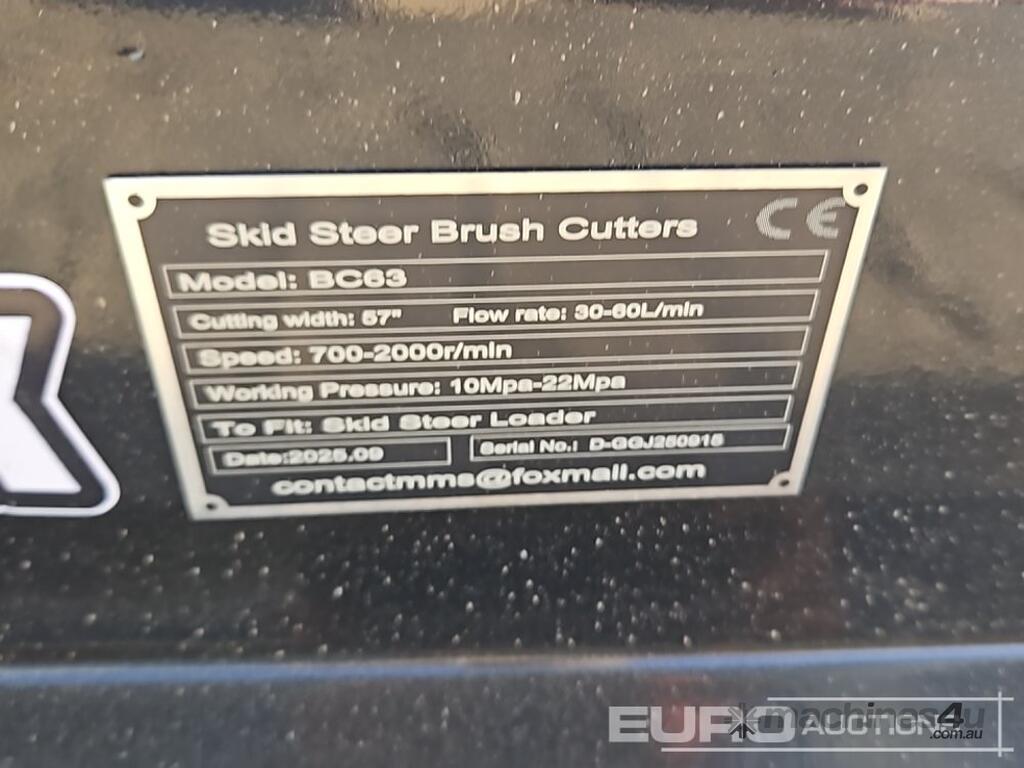 Skid Steer Brush Cutters CE
Model: BC63
Cutting width: 57" Flow rate: 30-60L/min
Speed: 700-2000r/min
Working Pressure: 10Mpa-22Mpa
To Fit: Skid Steer Loader
Date:2025.09 Serial No.: D-GGJ250915
contactmms@foxmail.com
EURO AUCTIONS
machines4u
.com.au